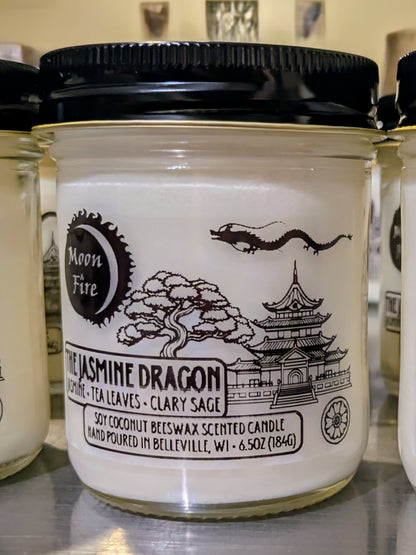 Moon
&
Fire
THE JASMINE DRAGON
JASMINE • TEA LEAVES • CLARY SAGE
SOY COCONUT BEESWAX SCENTED CANDLE
HAND POURED IN BELLEVILLE, WI • 6.5OZ (184G)